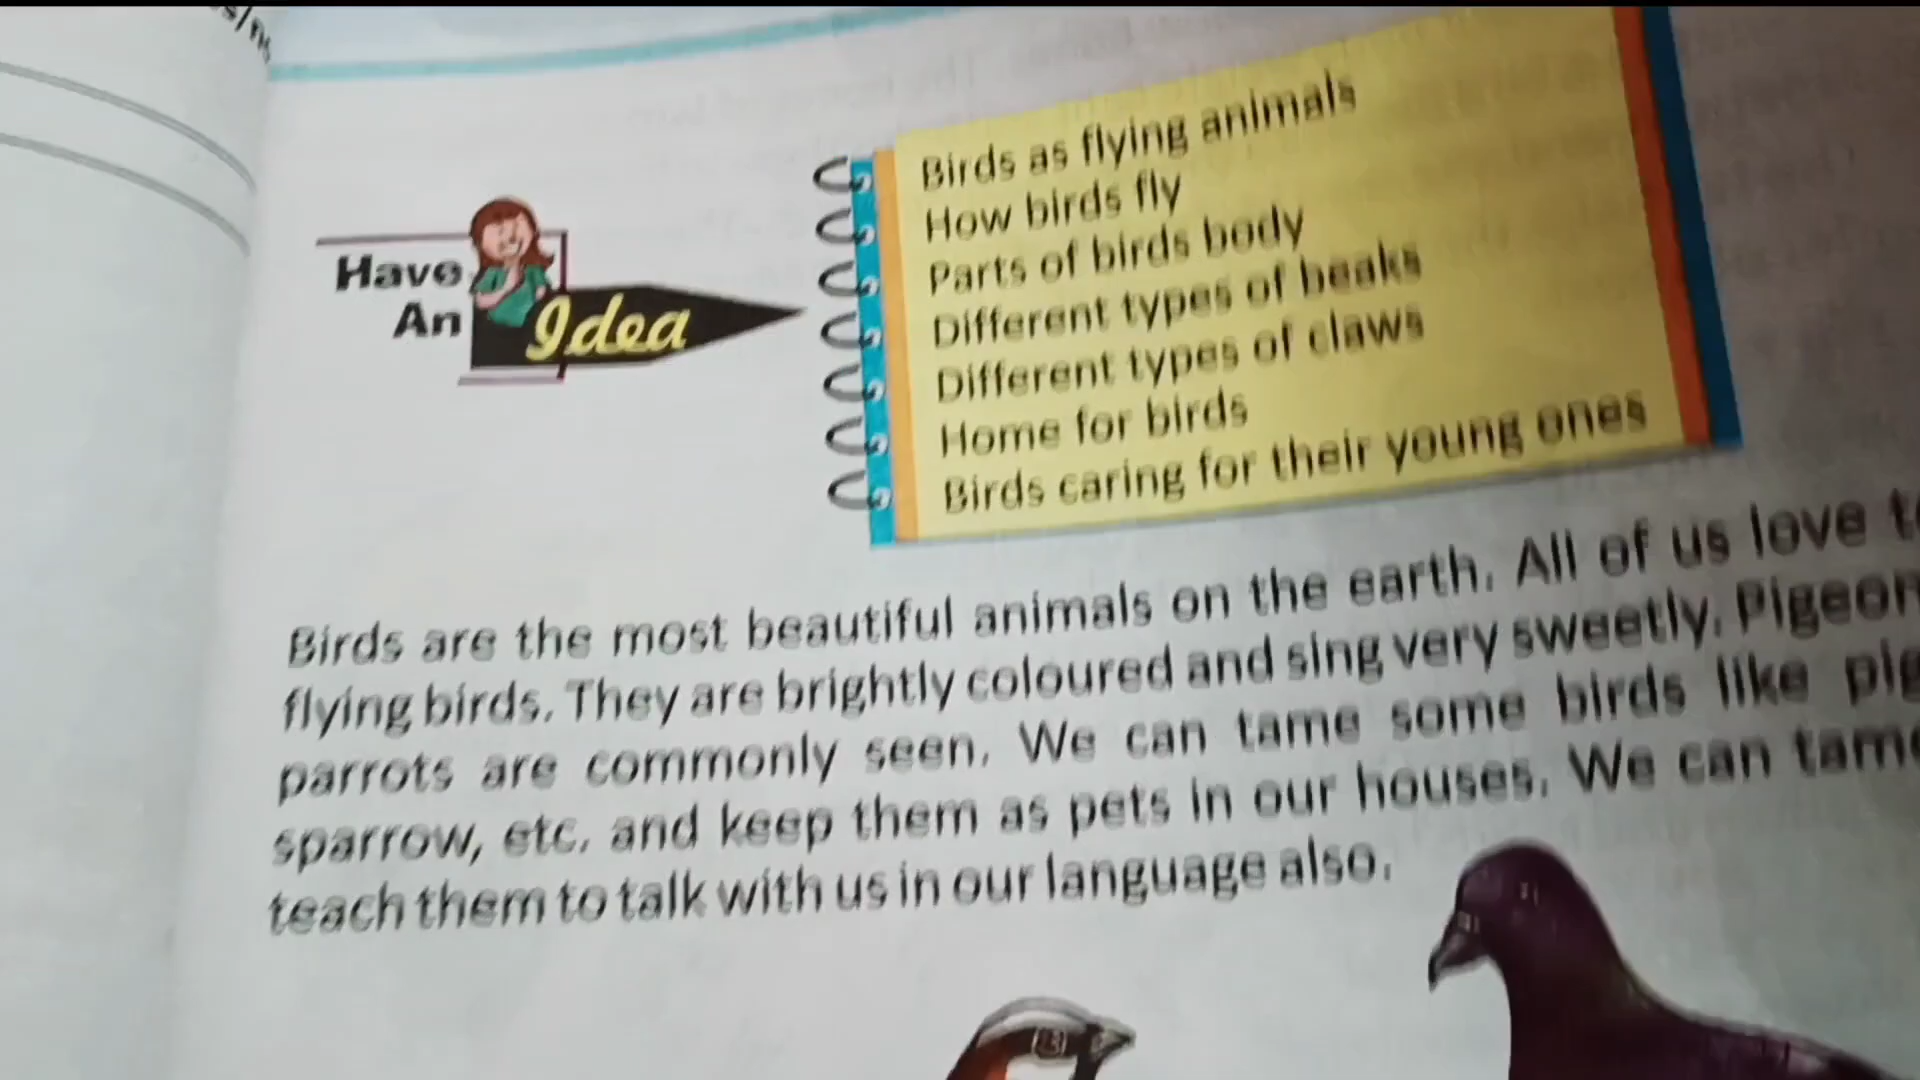 Have
An
Idea
Birds as flying animals
How birds fly
Parts of birds body
Different types of beaks
Different types of claws
Home for birds
Birds caring for their young ones
Birds are the most beautiful animals on the earth. All of us love
flying birds. They are brightly coloured and sing very sweetly. Pigeon
parrots are commonly seen. We can tame some birds like pig
sparrow, etc. and keep them as pets in our houses. We can tame
teach them to talk with us in our language also.